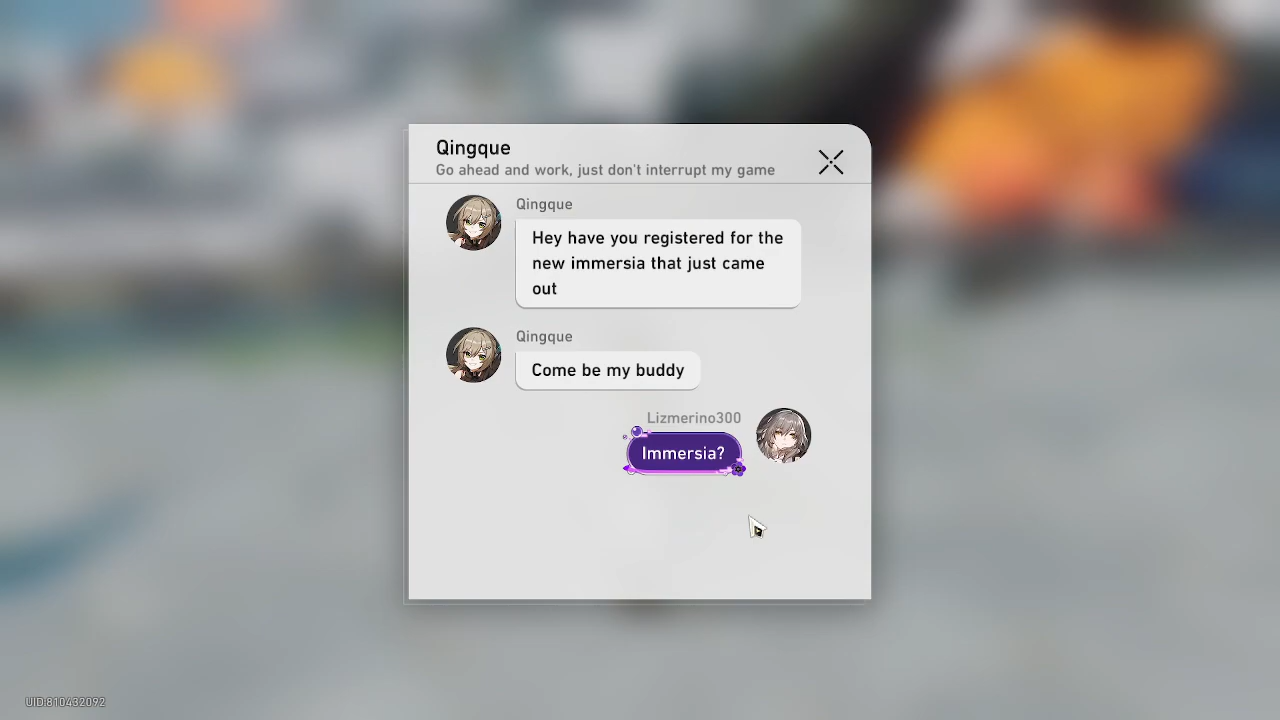 Qingque
Go ahead and work, just don't interrupt my game
Qingque
Hey have you registered for the
new immersia that just came
out
Qingque
Come be my buddy
Lizmerino300
Immersia?
UID:810432092